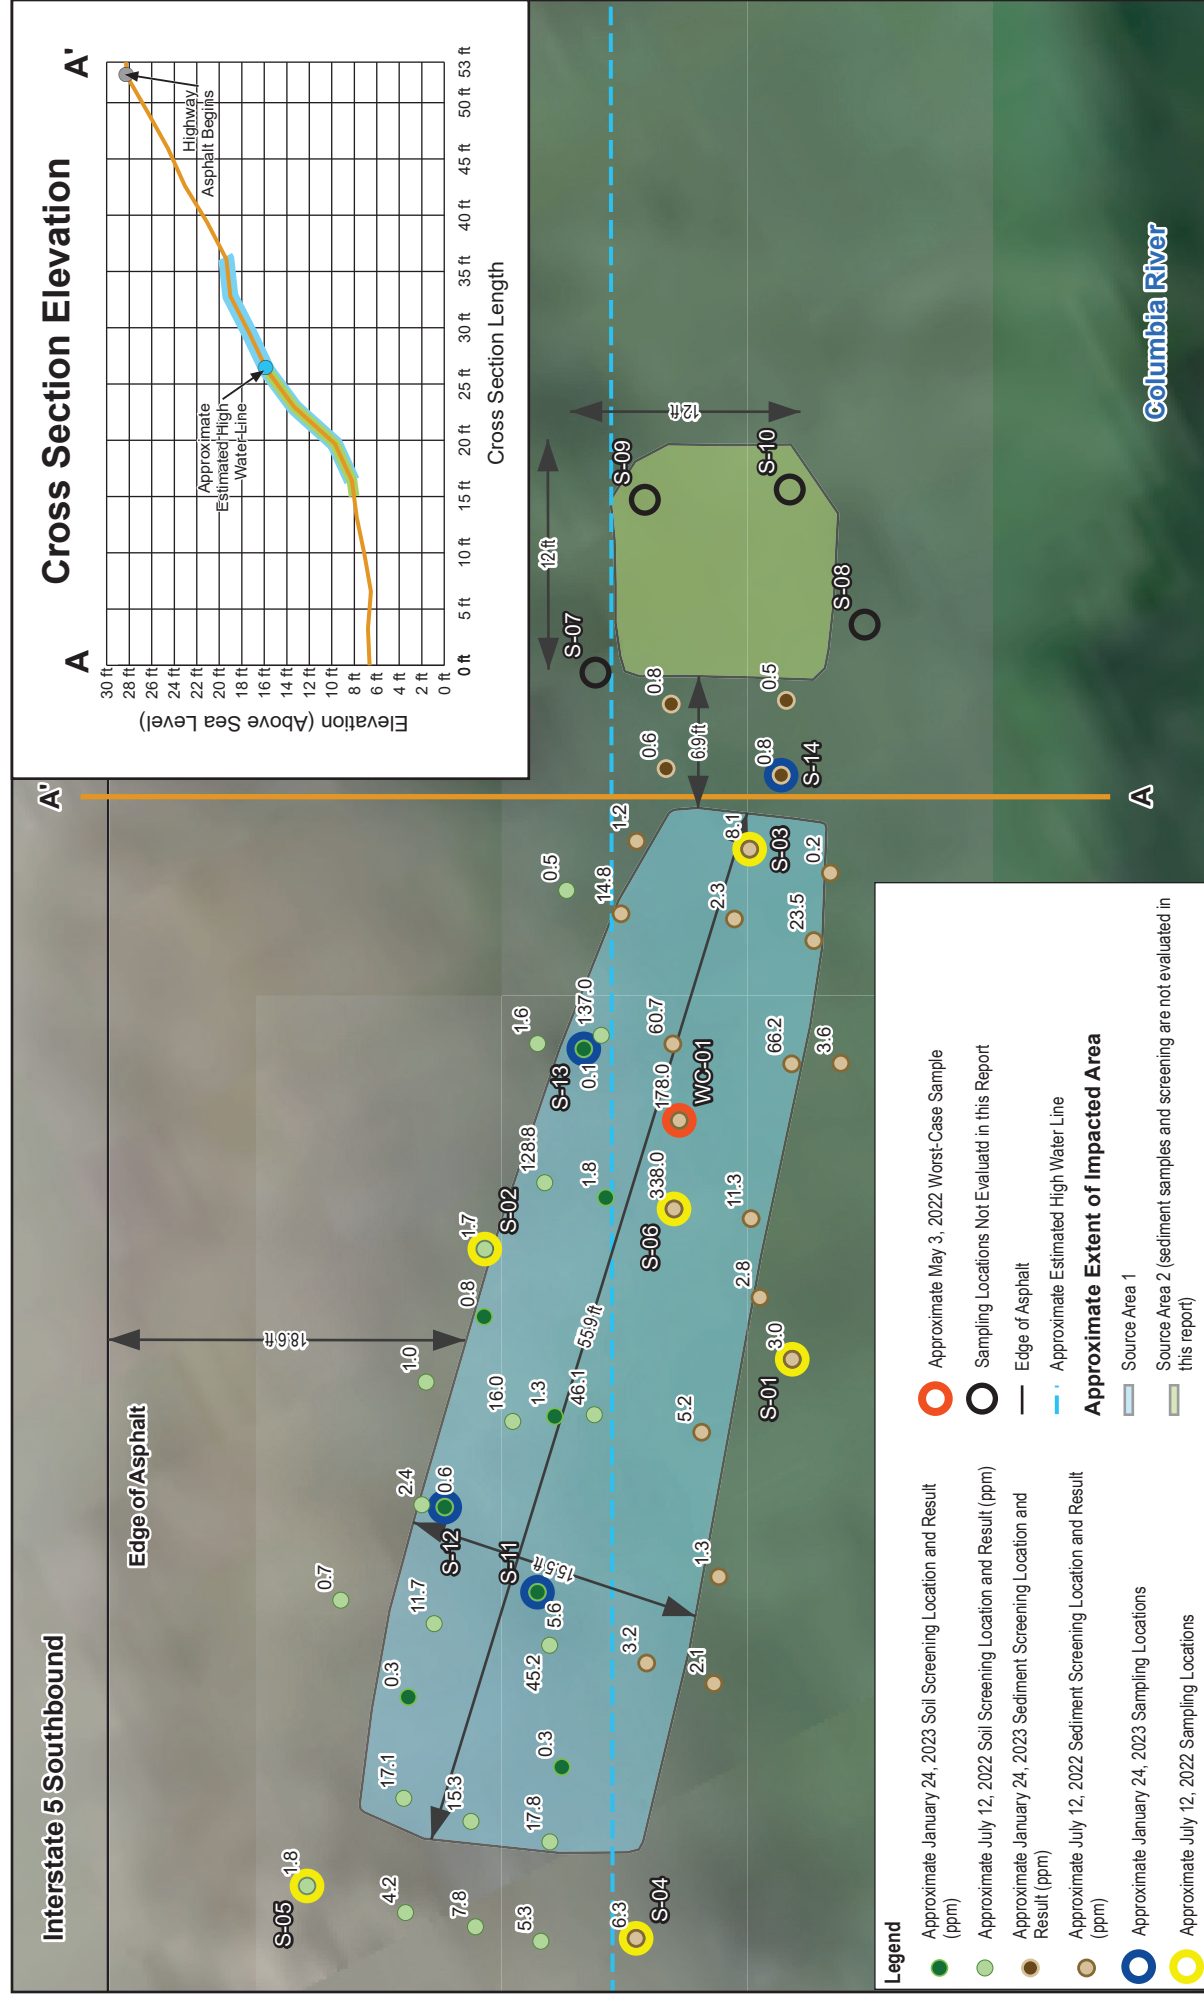 Interstate 5 Southbound
Edge of Asphalt
Cross Section Elevation
A
A'
Elevation (Above Sea Level)
30 ft
28 ft
26 ft
24 ft
22 ft
20 ft
18 ft
16 ft
14 ft
12 ft
10 ft
8 ft
6 ft
4 ft
2 ft
0 ft
0 ft
5 ft
10 ft
15 ft
20 ft
25 ft
30 ft
35 ft
40 ft
45 ft
50 ft
53 ft
Cross Section Length
Approximate
Estimated High
Water Line
Highway
Asphalt Begins
A'
A
18.6 ft
55.9 ft
15.5 ft
6.9 ft
12 ft
12 ft
S-05
1.8
4.2
7.8
5.3
6.3
S-04
17.1
15.3
17.8
0.3
0.3
11.7
0.7
45.2
5.6
S-11
S-12
0.6
2.4
3.2
2.1
1.3
1.0
16.0
1.3
46.1
5.2
0.8
1.7
S-02
3.0
S-01
2.8
11.3
128.8
1.8
338.0
S-06
178.0
WC-01
S-13
0.1
137.0
1.6
60.7
66.2
3.6
0.5
14.8
1.2
2.3
23.5
8.1
S-03
0.2
0.6
0.8
0.8
S-14
0.5
S-07
S-08
S-09
S-10
Columbia River
Legend
Approximate January 24, 2023 Soil Screening Location and Result
(ppm)
Approximate July 12, 2022 Soil Screening Location and Result (ppm)
Approximate January 24, 2023 Sediment Screening Location and
Result (ppm)
Approximate July 12, 2022 Sediment Screening Location and Result
(ppm)
Approximate January 24, 2023 Sampling Locations
Approximate July 12, 2022 Sampling Locations
Approximate May 3, 2022 Worst-Case Sample
Sampling Locations Not Evaluatd in this Report
Edge of Asphalt
Approximate Estimated High Water Line
Approximate Extent of Impacted Area
Source Area 1
Source Area 2 (sediment samples and screening are not evaluated in
this report)